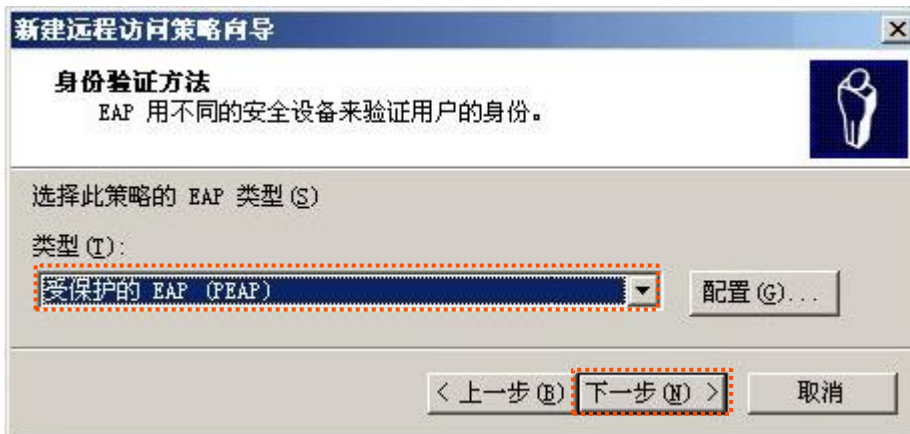 新建远程访问策略向导
身份验证方法
EAP 用不同的安全设备来验证用户的身份。
选择此策略的 EAP 类型(S)
类型(T):
受保护的 EAP (PEAP)
配置(G)...
< 上一步(B) 下一步(N) > 取消